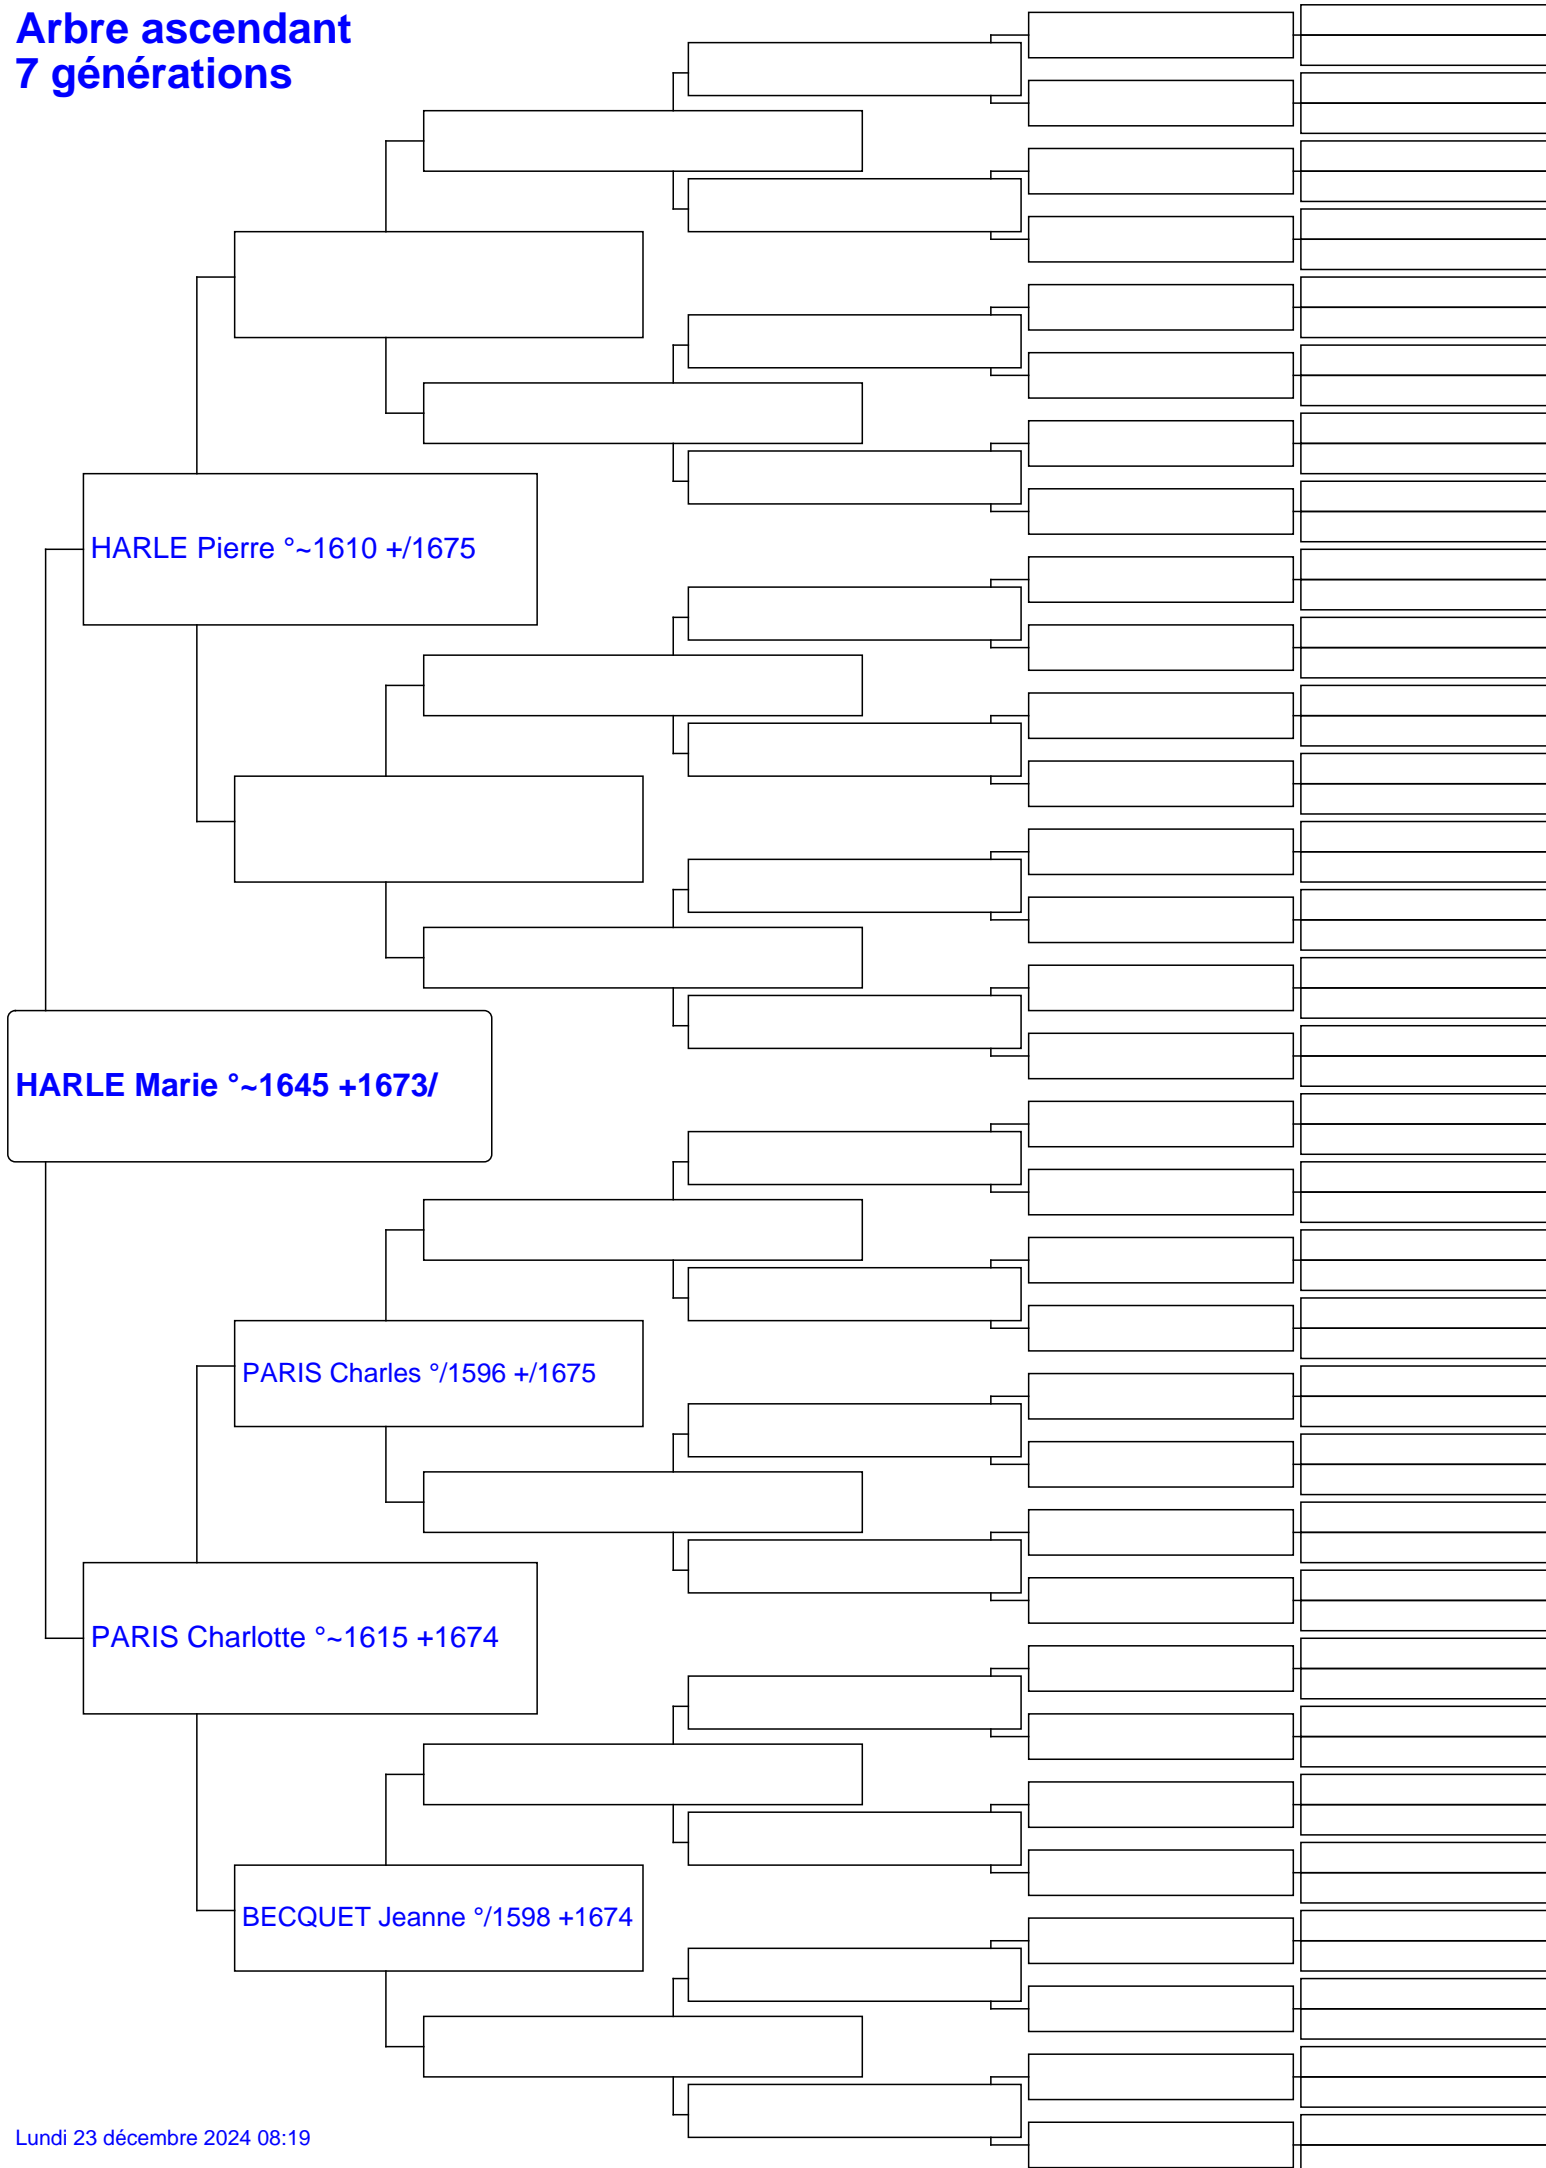 Arbre ascendant
7 générations
HARLE Pierre °~1610 +/1675
HARLE Marie °~1645 +1673/
PARIS Charles °/1596 +/1675
PARIS Charlotte °~1615 +1674
BECQUET Jeanne °/1598 +1674
Lundi 23 décembre 2024 08:19